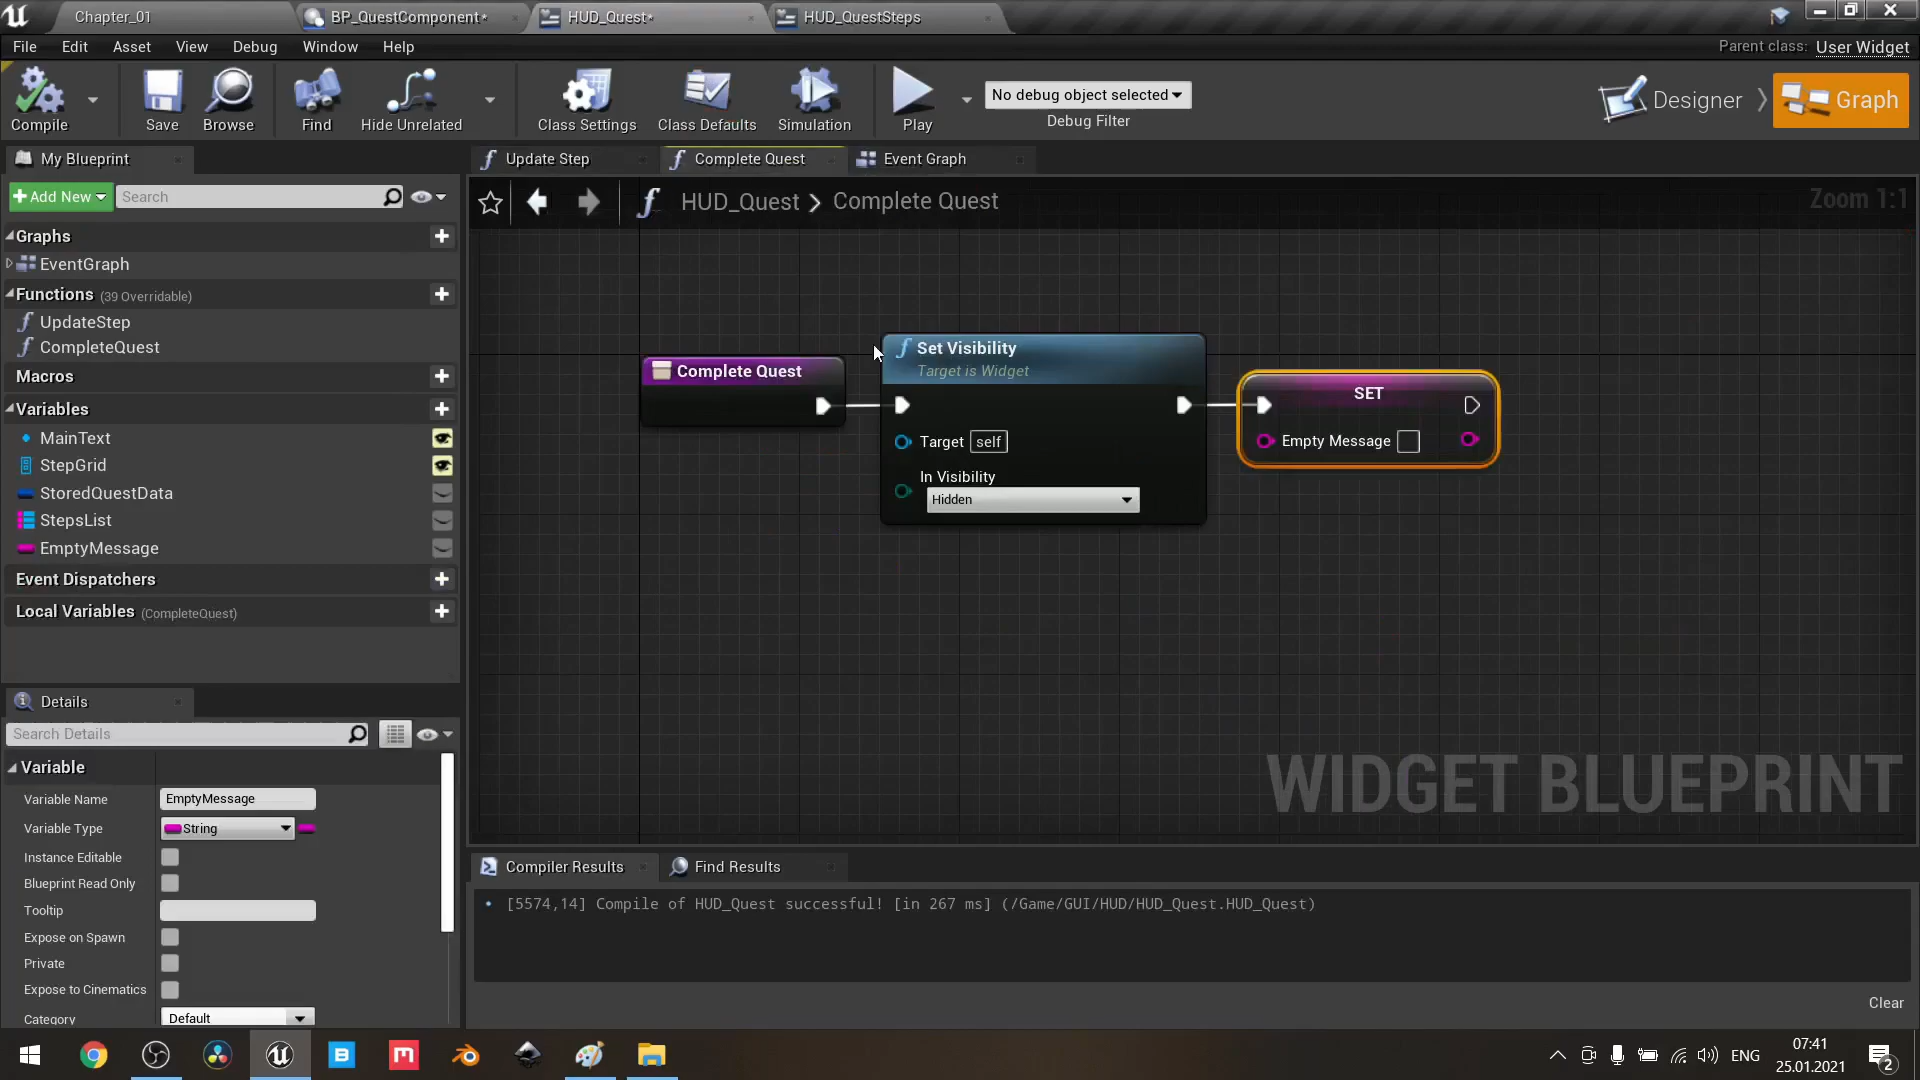 Chapter_01
BP_QuestComponent*
HUD_Quest*
HUD_QuestSteps
File
Edit
Asset
View
Debug
Window
Help
Parent class: User Widget
Compile
Save
Browse
Find
Hide Unrelated
Class Settings
Class Defaults
Simulation
Play
No debug object selected
Debug Filter
Designer
Graph
My Blueprint
Update Step
Complete Quest
Event Graph
Add New
Search
HUD_Quest > Complete Quest
Zoom 1:1
Graphs
EventGraph
Functions (39 Overridable)
UpdateStep
CompleteQuest
Macros
Variables
MainText
StepGrid
StoredQuestData
StepsList
EmptyMessage
Event Dispatchers
Local Variables (CompleteQuest)
Complete Quest
Set Visibility
Target is Widget
Target self
In Visibility
Hidden
SET
Empty Message
WIDGET BLUEPRINT
Details
Search Details
Variable
Variable Name EmptyMessage
Variable Type String
Instance Editable
Blueprint Read Only
Tooltip
Expose on Spawn
Private
Expose to Cinematics
Category Default
Compiler Results
Find Results
[5574,14] Compile of HUD_Quest successful! [in 267 ms] (/Game/GUI/HUD/HUD_Quest.HUD_Quest)
Clear
B
M
ENG
07:41
25.01.2021
2